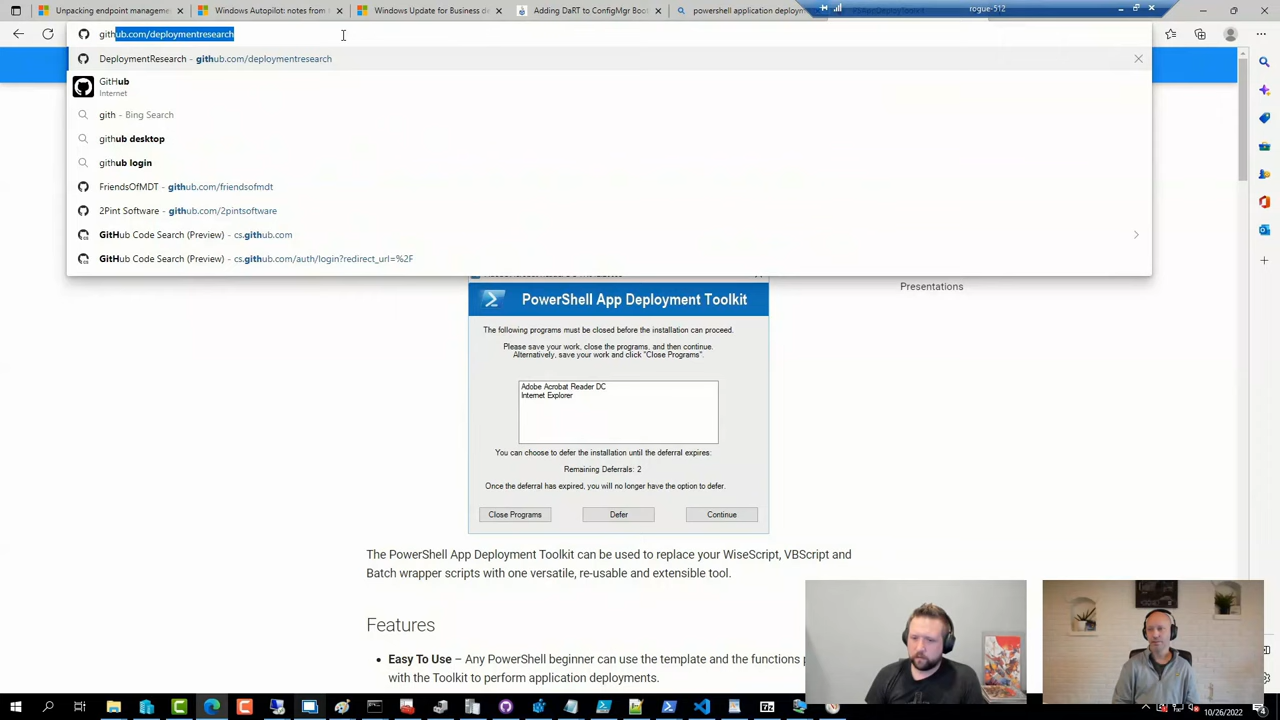 Unpacking endpoint management
Windows Autopilot: notes from
Windows Update for Business de
Adding DaRT to ConfigMgr Boot
powershell application deploym
rogue-512
github.com/deploymentresearch
DeploymentResearch - github.com/deploymentresearch
GitHub
Internet
gith - Bing Search
github desktop
github login
FriendsOfMDT - github.com/friendsofmdt
2Pint Software - github.com/2pintsoftware
GitHub Code Search (Preview) - cs.github.com
GitHub Code Search (Preview) - cs.github.com/auth/login?redirect_url=%2F
Presentations
PowerShell App Deployment Toolkit
The following programs must be closed before the installation can proceed.
Please save your work, close the programs, and then continue.
Alternatively, save your work and click "Close Programs".
Adobe Acrobat Reader DC
Internet Explorer
You can choose to defer the installation until the deferral expires:
Remaining Deferrals: 2
Once the deferral has expired, you will no longer have the option to defer.
Close Programs
Defer
Continue
The PowerShell App Deployment Toolkit can be used to replace your WiseScript, VBScript and
Batch wrapper scripts with one versatile, re-usable and extensible tool.
Features
Easy To Use – Any PowerShell beginner can use the template and the functions
with the Toolkit to perform application deployments.
10/26/2022